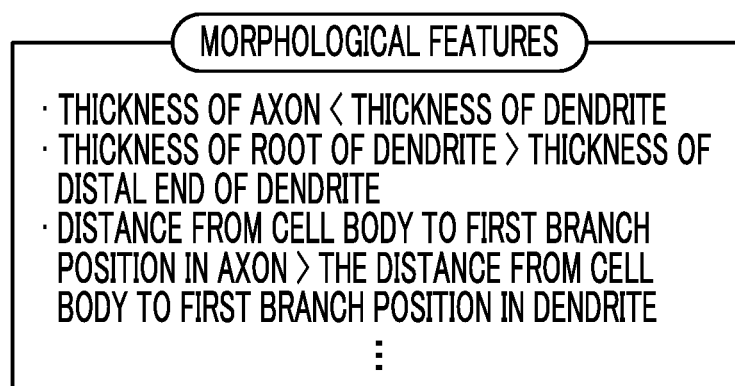 MORPHOLOGICAL FEATURES
· THICKNESS OF AXON < THICKNESS OF DENDRITE
· THICKNESS OF ROOT OF DENDRITE > THICKNESS OF
DISTAL END OF DENDRITE
· DISTANCE FROM CELL BODY TO FIRST BRANCH
POSITION IN AXON > THE DISTANCE FROM CELL
BODY TO FIRST BRANCH POSITION IN DENDRITE
⋮